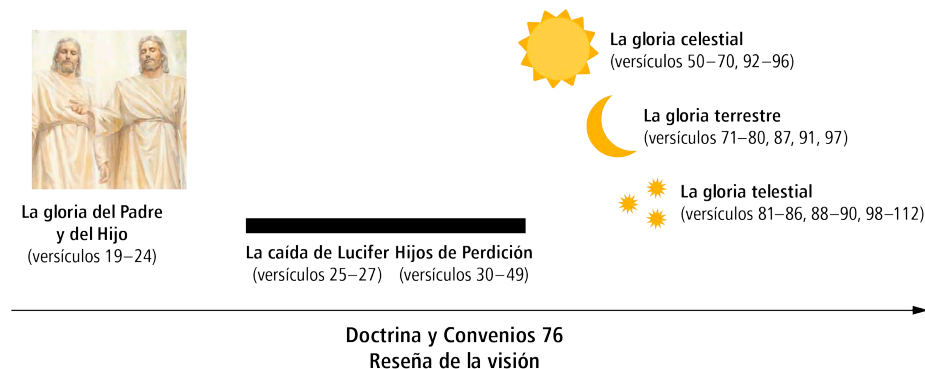 La gloria del Padre
y del Hijo
(versículos 19–24)
La caída de Lucifer Hijos de Perdición
(versículos 25–27) (versículos 30–49)
La gloria celestial
(versículos 50–70, 92–96)
La gloria terrestre
(versículos 71–80, 87, 91, 97)
La gloria telestial
(versículos 81–86, 88–90, 98–112)
Doctrina y Convenios 76
Reseña de la visión